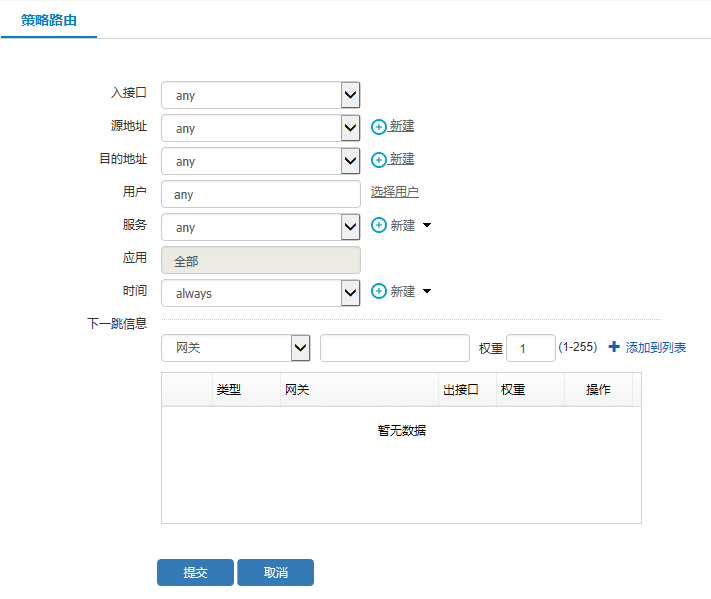 策略路由
入接口 any
源地址 any 新建
目的地址 any 新建
用户 any 选择用户
服务 any 新建
应用 全部
时间 always 新建
下一跳信息
网关 权重 1 (1-255) 添加到列表
类型 网关 出接口 权重 操作
暂无数据
提交 取消